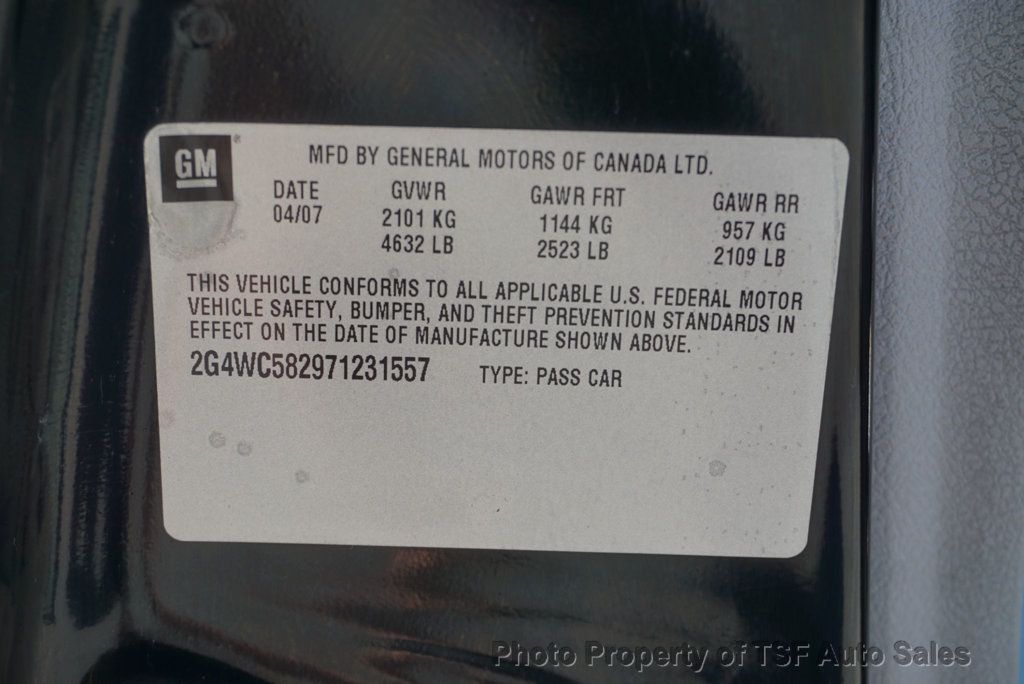 GM
MFD BY GENERAL MOTORS OF CANADA LTD.
DATE GVWR GAWR FRT GAWR RR
04/07 2101 KG 1144 KG 957 KG
4632 LB 2523 LB 2109 LB
THIS VEHICLE CONFORMS TO ALL APPLICABLE U.S. FEDERAL MOTOR
VEHICLE SAFETY, BUMPER, AND THEFT PREVENTION STANDARDS IN
EFFECT ON THE DATE OF MANUFACTURE SHOWN ABOVE.
2G4WC582971231557 TYPE: PASS CAR
Photo Property of TSF Auto Sales